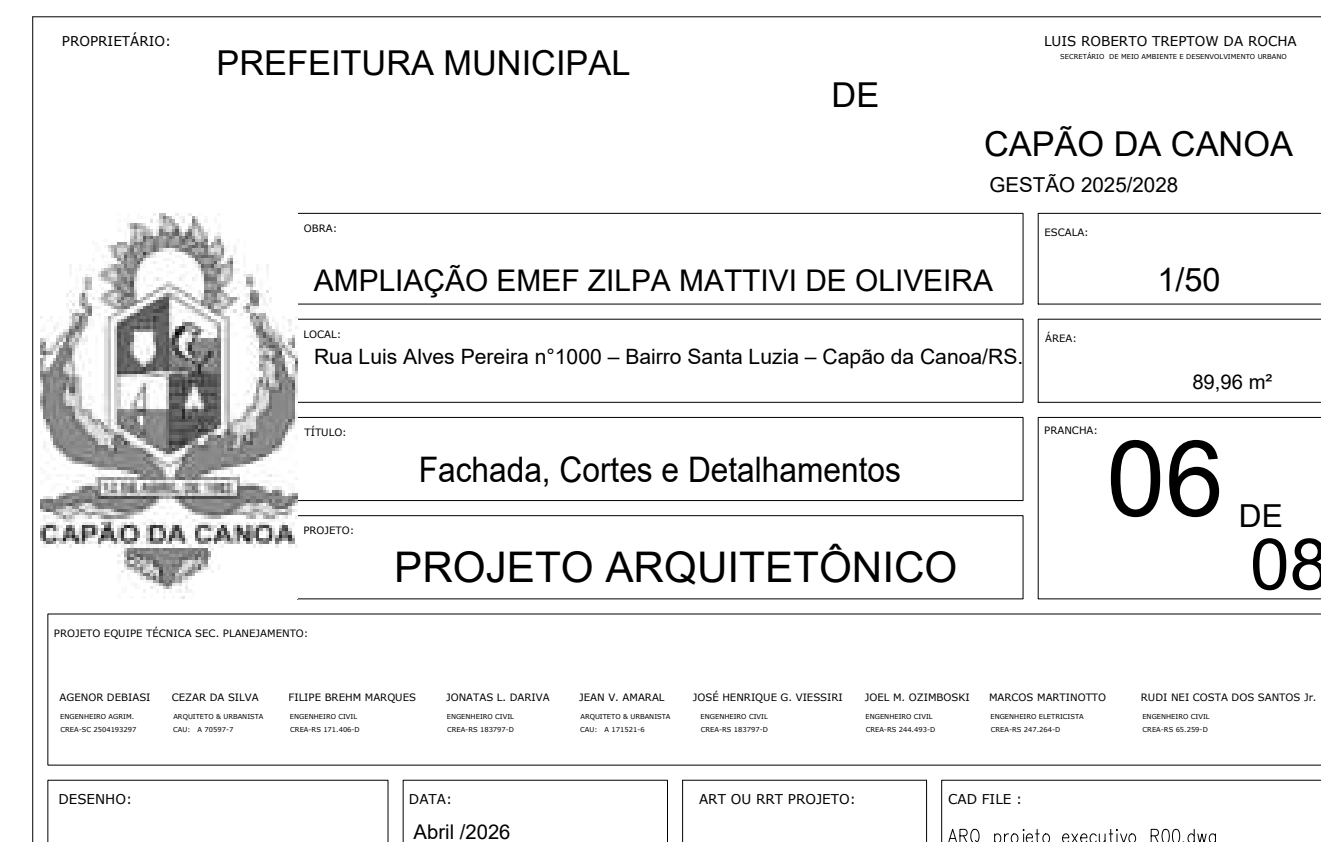 PROPRIETÁRIO:
PREFEITURA MUNICIPAL
DE
CAPÃO DA CANOA
GESTÃO 2025/2028
LUIS ROBERTO TREPTOW DA ROCHA
SECRETÁRIO DE MEIO AMBIENTE E DESENVOLVIMENTO URBANO
CAPÃO DA CANOA
OBRA:
AMPLIAÇÃO EMEF ZILPA MATTIVI DE OLIVEIRA
ESCALA:
1/50
LOCAL:
Rua Luis Alves Pereira n°1000 – Bairro Santa Luzia – Capão da Canoa/RS.
ÁREA:
89,96 m²
TÍTULO:
Fachada, Cortes e Detalhamentos
PRANCHA:
06 DE 08
PROJETO:
PROJETO ARQUITETÔNICO
PROJETO EQUIPE TÉCNICA SEC. PLANEJAMENTO:
AGENOR DEBIASI
ENGENHEIRO AGRIM.
CREA-SC 2504193297
CEZAR DA SILVA
ARQUITETO & URBANISTA
CAU: A 70597-7
FILIPE BREHM MARQUES
ENGENHEIRO CIVIL
CREA-RS 171.406-D
JONATAS L. DARIVA
ENGENHEIRO CIVIL
CREA-RS 183797-D
JEAN V. AMARAL
ARQUITETO & URBANISTA
CAU: A 171521-6
JOSÉ HENRIQUE G. VIESSIRI
ENGENHEIRO CIVIL
CREA-RS 183797-D
JOEL M. OZIMBOSKI
ENGENHEIRO CIVIL
CREA-RS 244.493-D
MARCOS MARTINOTTO
ENGENHEIRO ELETRICISTA
CREA-RS 247.264-D
RUDI NEI COSTA DOS SANTOS Jr.
ENGENHEIRO CIVIL
CREA-RS 65.259-D
DESENHO:
DATA:
Abril /2026
ART OU RRT PROJETO:
CAD FILE :
ARQ projeto executivo R00.dwg